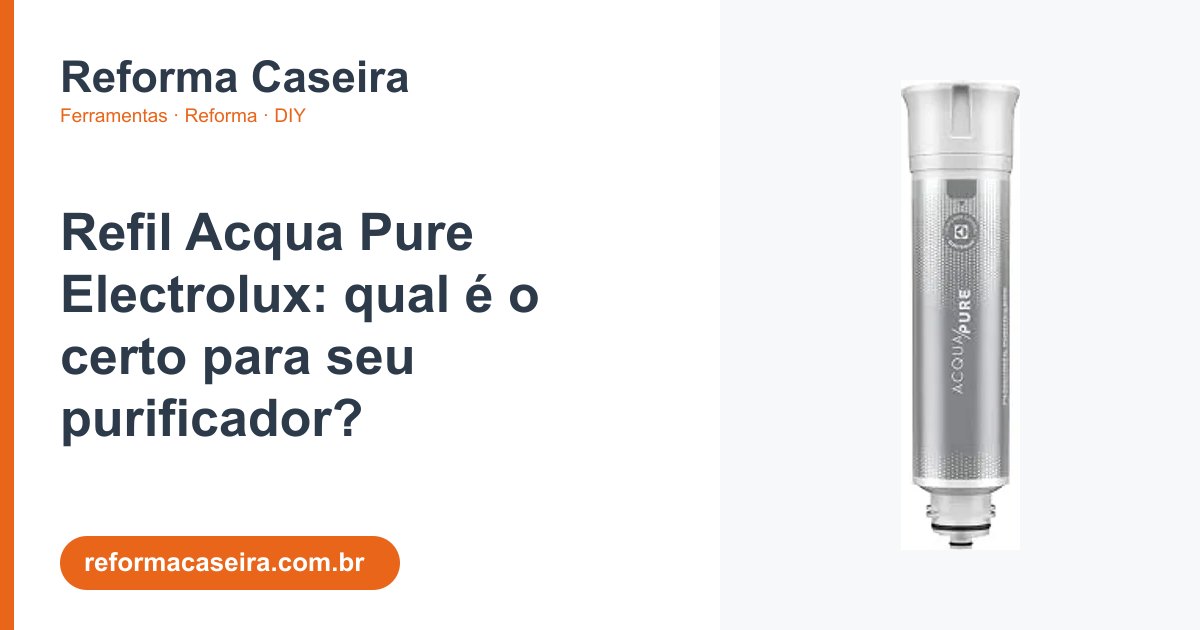 Reforma Caseira
Ferramentas · Reforma · DIY
Refil Acqua Pure
Electrolux: qual é o
certo para seu
purificador?
reformacaseira.com.br
ACQUA/PURE